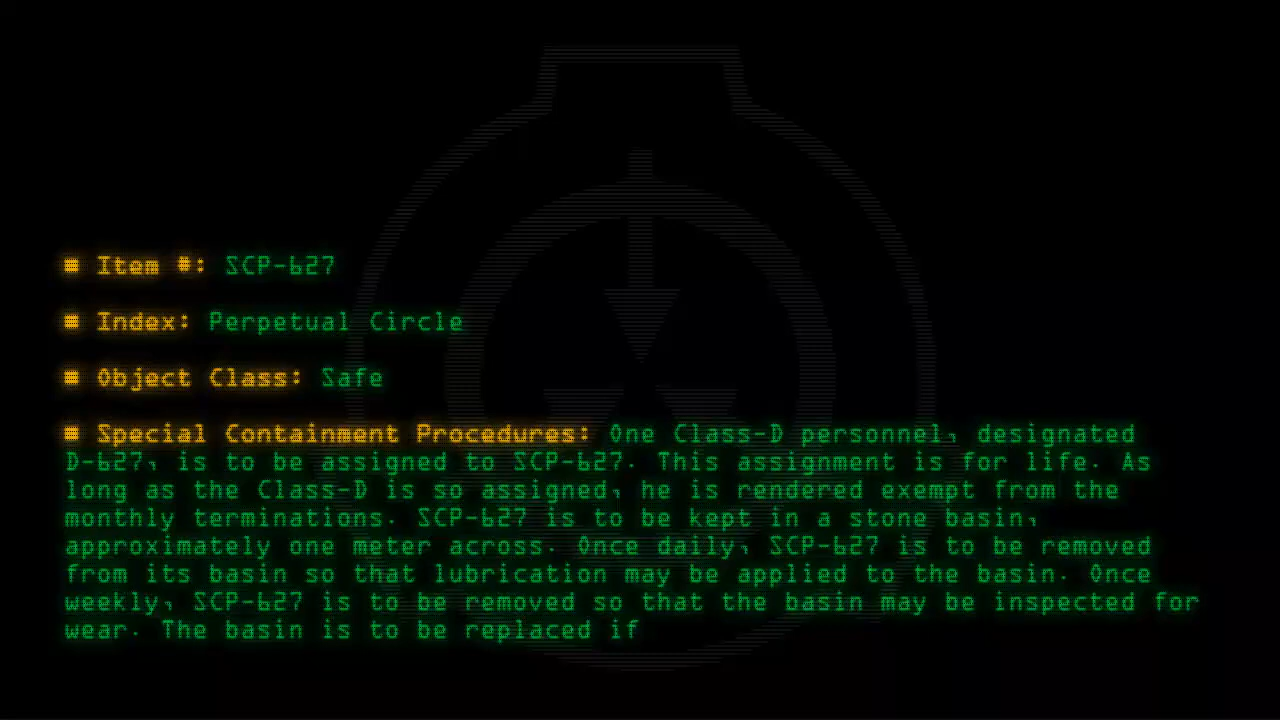 ■ Item #: SCP-627
■ Index: Perpetual Circle
■ Object Class: Safe
■ Special Containment Procedures: One Class-D personnel, designated
D-627, is to be assigned to SCP-627. This assignment is for life. As
long as the Class-D is so assigned, he is rendered exempt from the
monthly terminations. SCP-627 is to be kept in a stone basin,
approximately one meter across. Once daily, SCP-627 is to be removed
from its basin so that lubrication may be applied to the basin. Once
weekly, SCP-627 is to be removed so that the basin may be inspected for
wear. The basin is to be replaced if